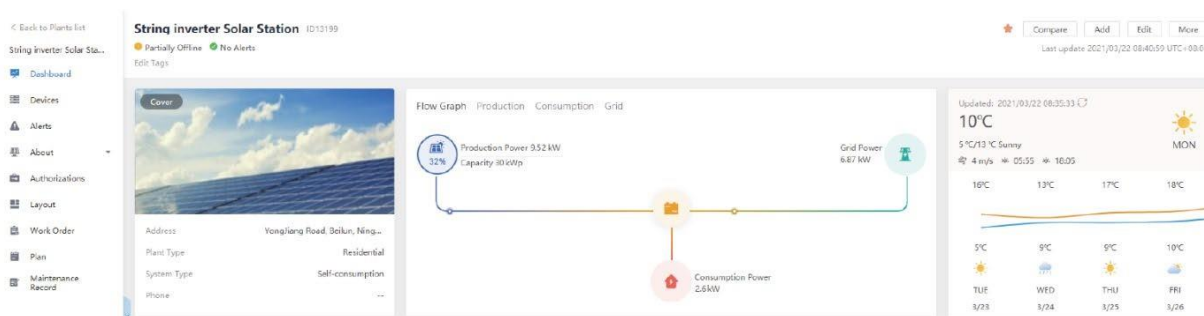 < Back to Plants list
String inverter Solar Sta...
Dashboard
Devices
Alerts
About
Authorizations
Layout
Work Order
Plan
Maintenance
Record
String inverter Solar Station ID13199
Partially Offline No Alerts
Edit Tags
Compare Add Edit More
Last update 2021/03/22 08:40:59 UTC+08:0
Cover
Address Yongjiang Road, Beilun, Ning...
Plant Type Residential
System Type Self-consumption
Phone --
Flow Graph Production Consumption Grid
32%
Production Power 9.52 kW
Capacity 30 kWp
Grid Power
6.87 kW
Consumption Power
2.6 kW
Updated: 2021/03/22 08:35:33
10°C
5 °C/13 °C Sunny
MON
4 m/s 05:55 18:05
16°C 13°C 17°C 18°C
5°C 9°C 9°C 10°C
TUE WED THU FRI
3/23 3/24 3/25 3/26